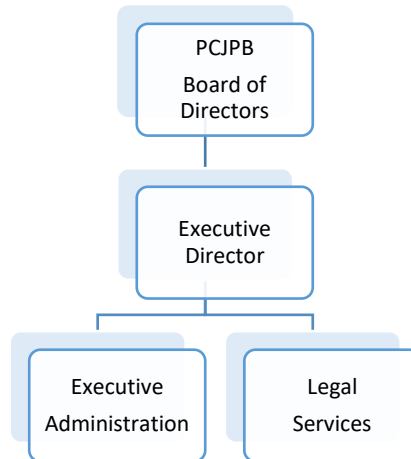 PCJPB
Board of
Directors
Executive
Director
Executive
Administration
Legal
Services